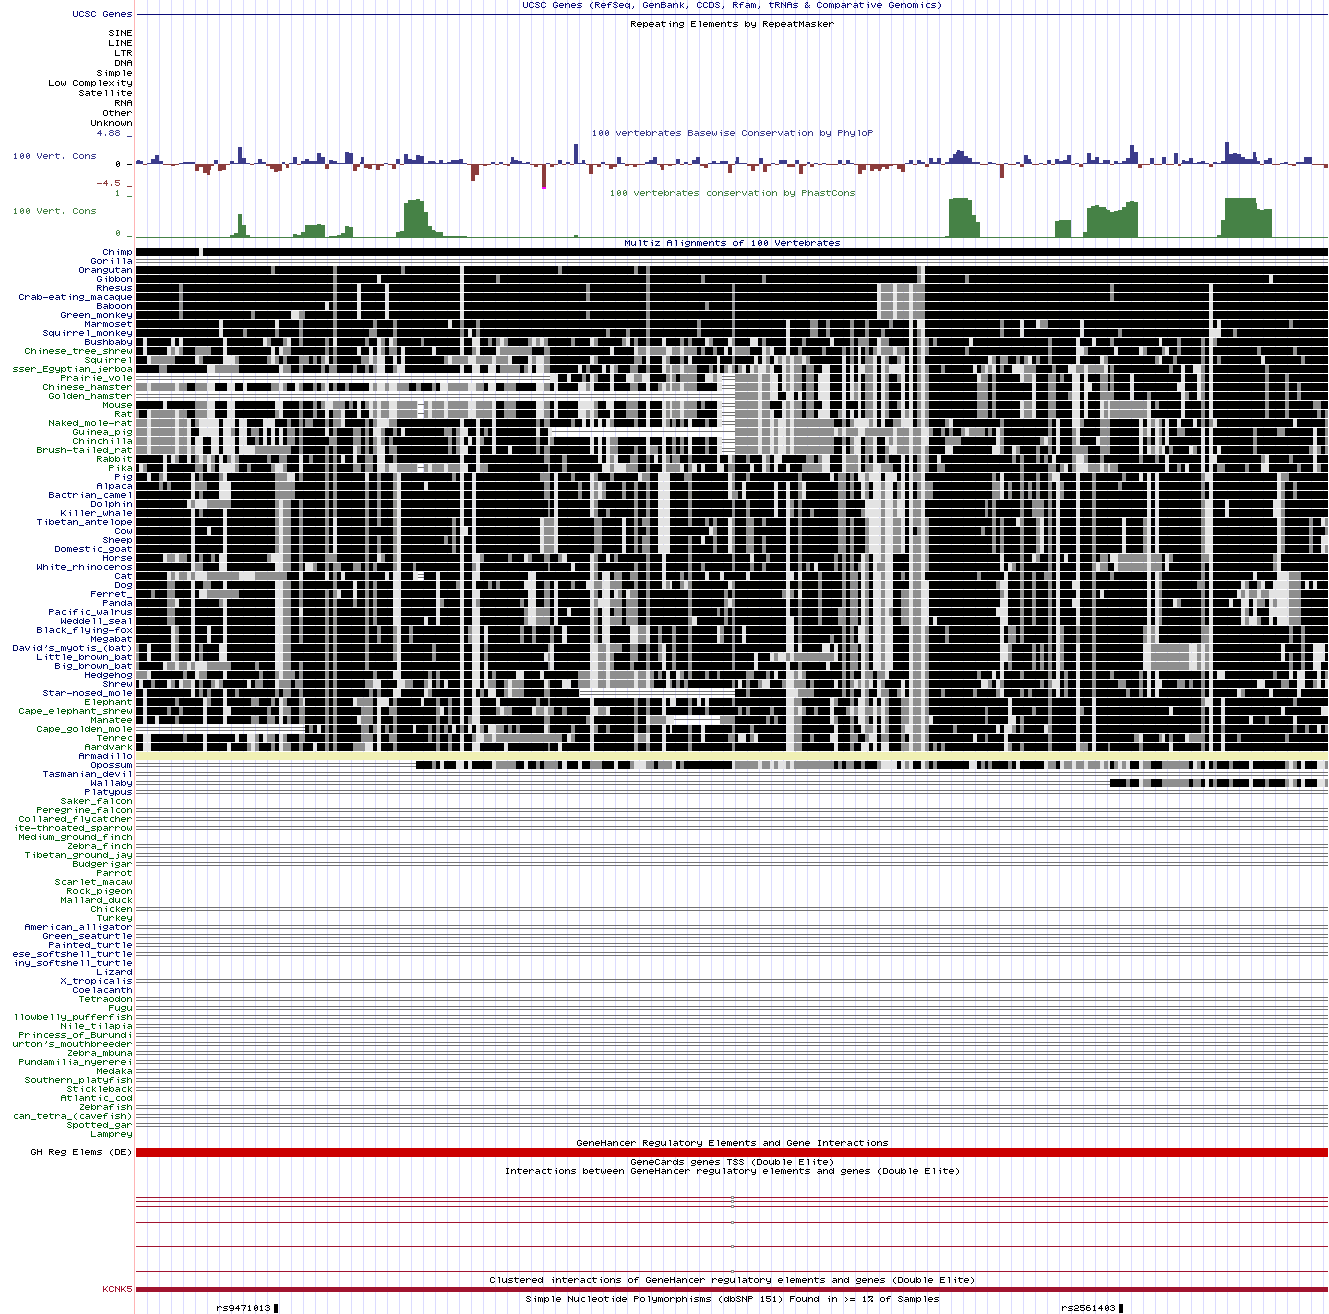 UCSC Genes (RefSeq, GenBank, CCDS, Rfam, tRNAs & Comparative Genomics)
UCSC Genes
Repeating Elements by RepeatMasker
SINE
LINE
LTR
DNA
Simple
Low Complexity
Satellite
RNA
Other
Unknown
4.88 _
100 vertebrates Basewise Conservation by PhyloP
100 Vert. Cons
0 -
-4.5 _
100 vertebrates conservation by PhastCons
1 _
100 Vert. Cons
0 _
Multiz Alignments of 100 Vertebrates
Chimp
Gorilla
Orangutan
Gibbon
Rhesus
Crab-eating_macaque
Baboon
Green_monkey
Marmoset
Squirrel_monkey
Bushbaby
Chinese_tree_shrew
Squirrel
sser_Egyptian_jerboa
Prairie_vole
Chinese_hamster
Golden_hamster
Mouse
Rat
Naked_mole-rat
Guinea_pig
Chinchilla
Brush-tailed_rat
Rabbit
Pika
Pig
Alpaca
Bactrian_camel
Dolphin
Killer_whale
Tibetan_antelope
Cow
Sheep
Domestic_goat
Horse
White_rhinoceros
Cat
Dog
Ferret_
Panda
Pacific_walrus
Weddell_seal
Black_flying-fox
Megabat
David's_myotis_(bat)
Little_brown_bat
Big_brown_bat
Hedgehog
Shrew
Star-nosed_mole
Elephant
Cape_elephant_shrew
Manatee
Cape_golden_mole
Tenrec
Aardvark
Armadillo
Opossum
Tasmanian_devil
Wallaby
Platypus
Saker_falcon
Peregrine_falcon
Collared_flycatcher
ite-throated_sparrow
Medium_ground_finch
Zebra_finch
Tibetan_ground_jay
Budgerigar
Parrot
Scarlet_macaw
Rock_pigeon
Mallard_duck
Chicken
Turkey
American_alligator
Green_seaturtle
Painted_turtle
ese_softshell_turtle
iny_softshell_turtle
Lizard
X_tropicalis
Coelacanth
Tetraodon
Fugu
llowbelly_pufferfish
Nile_tilapia
Princess_of_Burundi
urton's_mouthbreeder
Zebra_mbuna
Pundamilia_nyererei
Medaka
Southern_platyfish
Stickleback
Atlantic_cod
Zebrafish
can_tetra_(cavefish)
Spotted_gar
Lamprey
GeneHancer Regulatory Elements and Gene Interactions
GH Reg Elems (DE)
GeneCards genes TSS (Double Elite)
Interactions between GeneHancer regulatory elements and genes (Double Elite)
Clustered interactions of GeneHancer regulatory elements and genes (Double Elite)
KCNK5
Simple Nucleotide Polymorphisms (dbSNP 151) Found in >= 1% of Samples
rs9471013
rs2561403